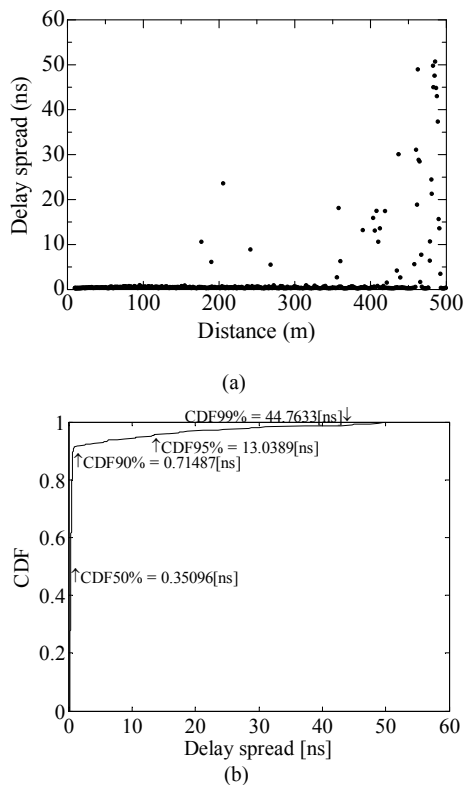 60
50
40
30
20
10
0
Delay spread (ns)
0 100 200 300 400 500
Distance (m)
(a)
1
0.8
0.6
0.4
0.2
0
CDF
CDF99% = 44.7633[ns]↓
↑CDF95% = 13.0389[ns]
↑CDF90% = 0.71487[ns]
↑CDF50% = 0.35096[ns]
0 10 20 30 40 50 60
Delay spread [ns]
(b)